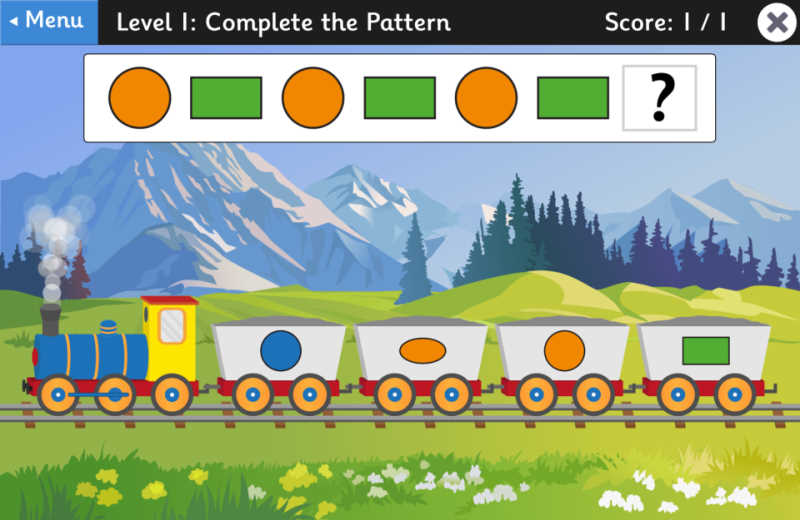 Menu
Level 1: Complete the Pattern
Score: 1 / 1
?